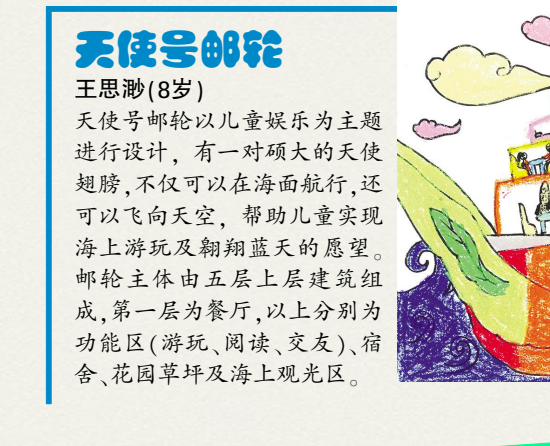 天使号邮轮
王思渺(8岁)
天使号邮轮以儿童娱乐为主题
进行设计，有一对硕大的天使
翅膀,不仅可以在海面航行,还
可以飞向天空，帮助儿童实现
海上游玩及翱翔蓝天的愿望。
邮轮主体由五层上层建筑组
成,第一层为餐厅,以上分别为
功能区(游玩、阅读、交友)、宿
舍、花园草坪及海上观光区。